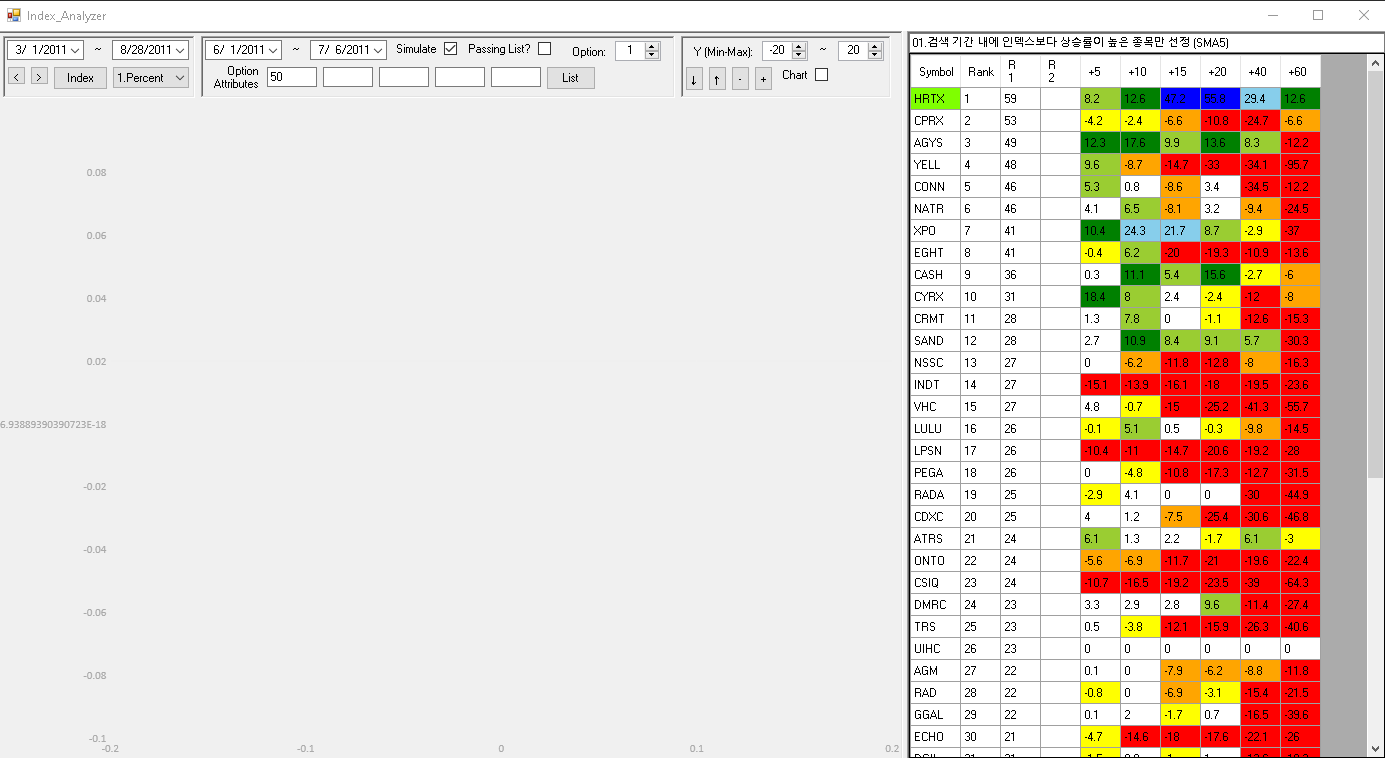 Index_Analyzer
3/ 1/2011 ~ 8/28/2011
< > Index 1.Percent
6/ 1/2011 ~ 7/ 6/2011 Simulate Passing List? Option: 1
Option Attributes 50 List
Y (Min-Max): -20 ~ 20
↓ ↑ - + Chart
0.08
0.06
0.04
0.02
6.93889390390723E-18
-0.02
-0.04
-0.06
-0.08
-0.1
-0.2 -0.1 0 0.1 0.2
01.검색 기간 내에 인덱스보다 상승률이 높은 종목만 선정 (SMA5)
Symbol Rank R 1 R 2 +5 +10 +15 +20 +40 +60
HRTX 1 59 8.2 12.6 47.2 55.8 29.4 12.6
CPRX 2 53 -4.2 -2.4 -6.6 -10.8 -24.7 -6.6
AGYS 3 49 12.3 17.6 9.9 13.6 8.3 -12.2
YELL 4 48 9.6 -8.7 -14.7 -33 -34.1 -95.7
CONN 5 46 5.3 0.8 -8.6 3.4 -34.5 -12.2
NATR 6 46 4.1 6.5 -8.1 3.2 -9.4 -24.5
XPO 7 41 10.4 24.3 21.7 8.7 -2.9 -37
EGHT 8 41 -0.4 6.2 -20 -19.3 -10.9 -13.6
CASH 9 36 0.3 11.1 5.4 15.6 -2.7 -6
CYRX 10 31 18.4 8 2.4 -2.4 -12 -8
CRMT 11 28 1.3 7.8 0 -1.1 -12.6 -15.3
SAND 12 28 2.7 10.9 8.4 9.1 5.7 -30.3
NSSC 13 27 0 -6.2 -11.8 -12.8 -8 -16.3
INDT 14 27 -15.1 -13.9 -16.1 -18 -19.5 -23.6
VHC 15 27 4.8 -0.7 -15 -25.2 -41.3 -55.7
LULU 16 26 -0.1 5.1 0.5 -0.3 -9.8 -14.5
LPSN 17 26 -10.4 -11 -14.7 -20.6 -19.2 -28
PEGA 18 26 0 -4.8 -10.8 -17.3 -12.7 -31.5
RADA 19 25 -2.9 4.1 0 0 -30 -44.9
CDXC 20 25 4 1.2 -7.5 -25.4 -30.6 -46.8
ATRS 21 24 6.1 1.3 2.2 -1.7 6.1 -3
ONTO 22 24 -5.6 -6.9 -11.7 -21 -19.6 -22.4
CSIQ 23 24 -10.7 -16.5 -19.2 -23.5 -39 -64.3
DMRC 24 23 3.3 2.9 2.8 9.6 -11.4 -27.4
TRS 25 23 0.5 -3.8 -12.1 -15.9 -26.3 -40.6
UIHC 26 23 0 0 0 0 0 0
AGM 27 22 0.1 0 -7.9 -6.2 -8.8 -11.8
RAD 28 22 -0.8 0 -6.9 -3.1 -15.4 -21.5
GGAL 29 22 0.1 2 -1.7 0.7 -16.5 -39.6
ECHO 30 21 -4.7 -14.6 -18 -17.6 -22.1 -26